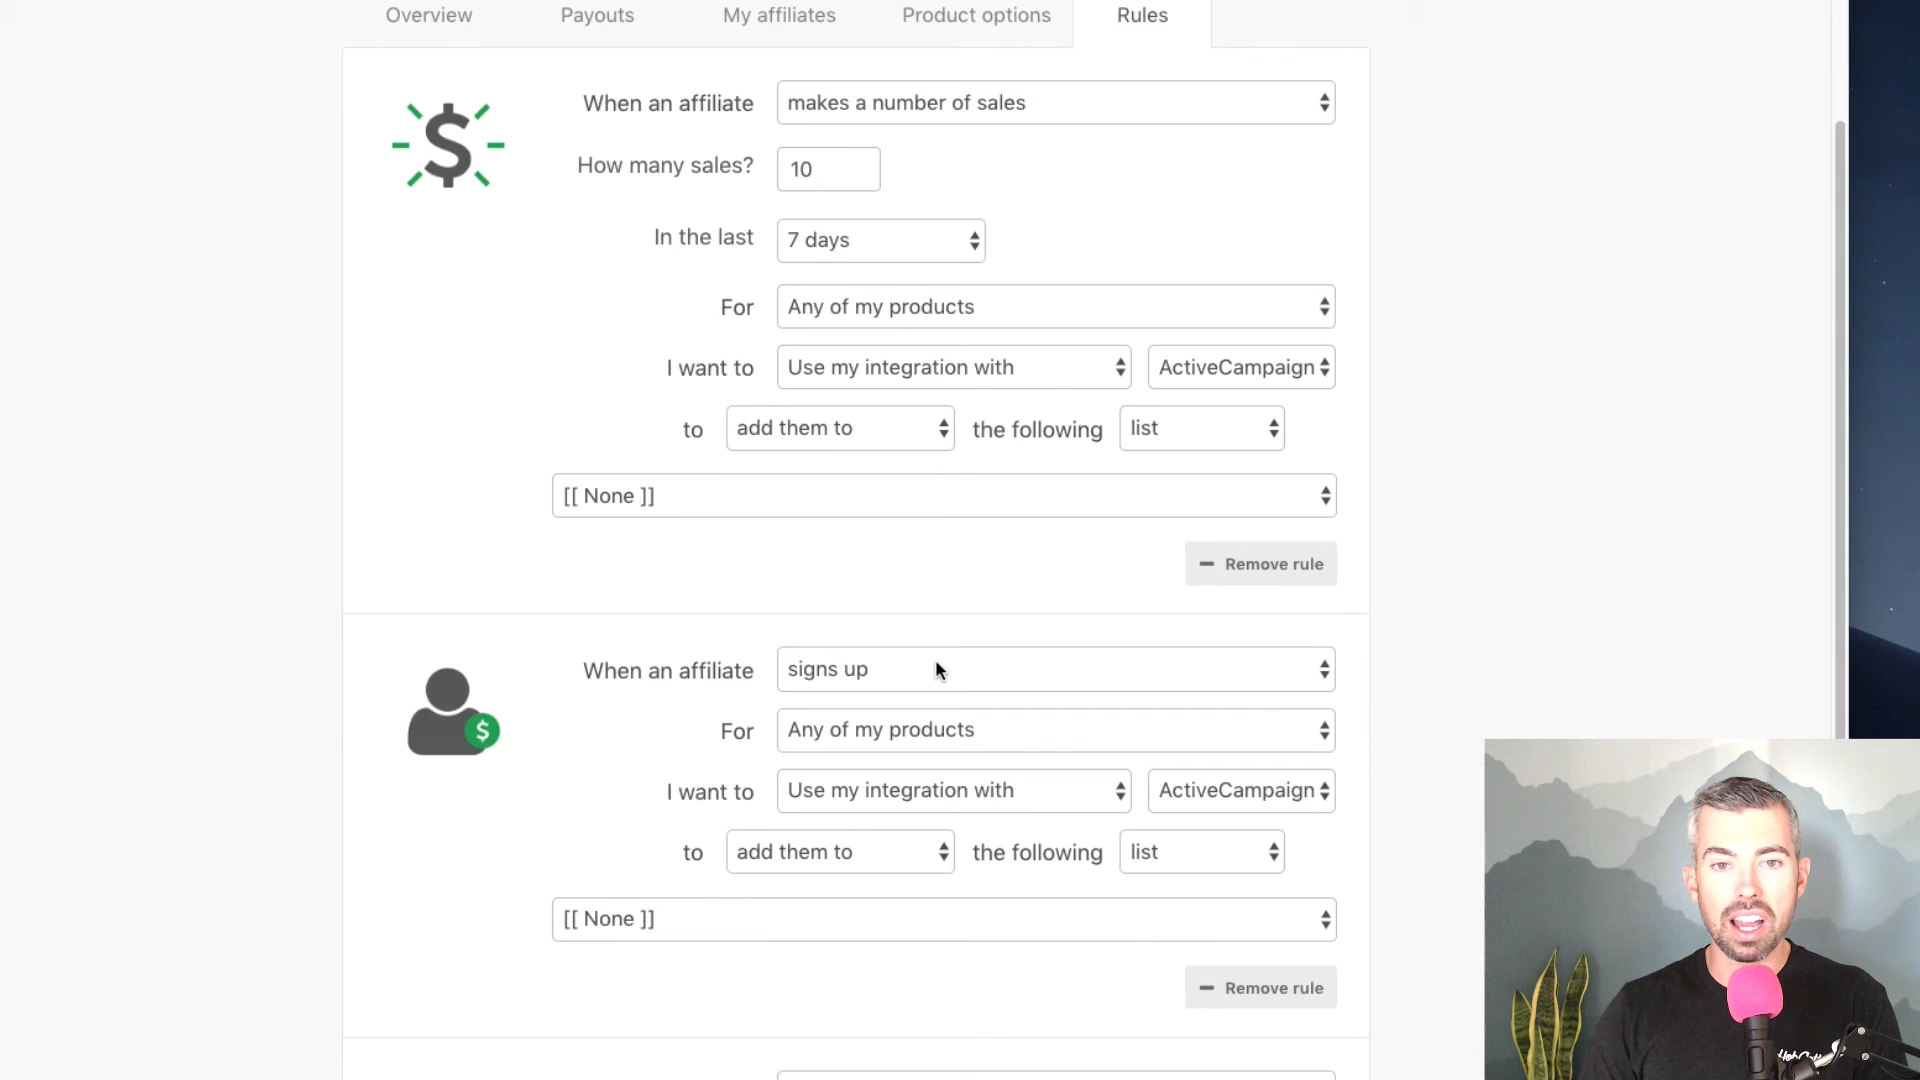 Overview Payouts My affiliates Product options Rules
When an affiliate makes a number of sales
How many sales? 10
In the last 7 days
For Any of my products
I want to Use my integration with ActiveCampaign
to add them to the following list
[[ None ]]
Remove rule
When an affiliate signs up
For Any of my products
I want to Use my integration with ActiveCampaign
to add them to the following list
[[ None ]]
Remove rule